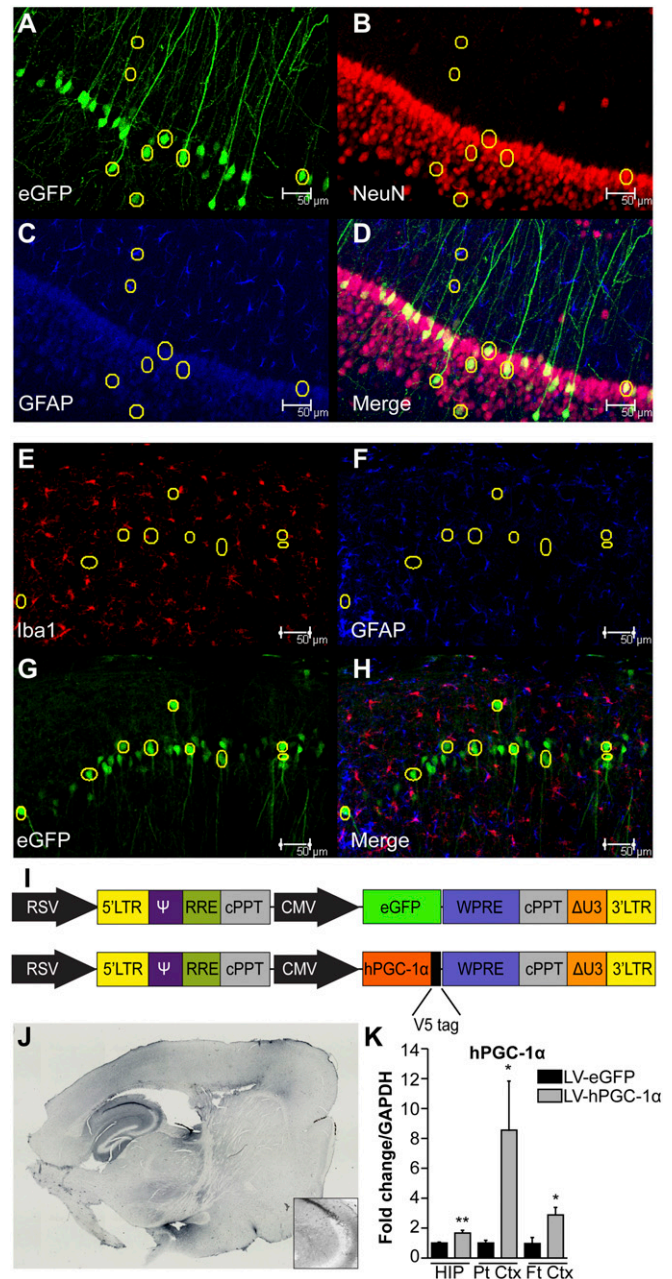 A
eGFP
50 µm
B
NeuN
50 µm
C
GFAP
50 µm
D
Merge
50 µm
E
Iba1
50 µm
F
GFAP
50 µm
G
eGFP
50 µm
H
Merge
50 µm
I
RSV 5'LTR Ψ RRE cPPT CMV eGFP WPRE cPPT ΔU3 3'LTR
RSV 5'LTR Ψ RRE cPPT CMV hPGC-1α WPRE cPPT ΔU3 3'LTR
V5 tag
J
K
hPGC-1α
LV-eGFP
LV-hPGC-1α
Fold change/GAPDH
14
12
10
8
6
4
2
0
**
*
*
HIP Pt Ctx Ft Ctx